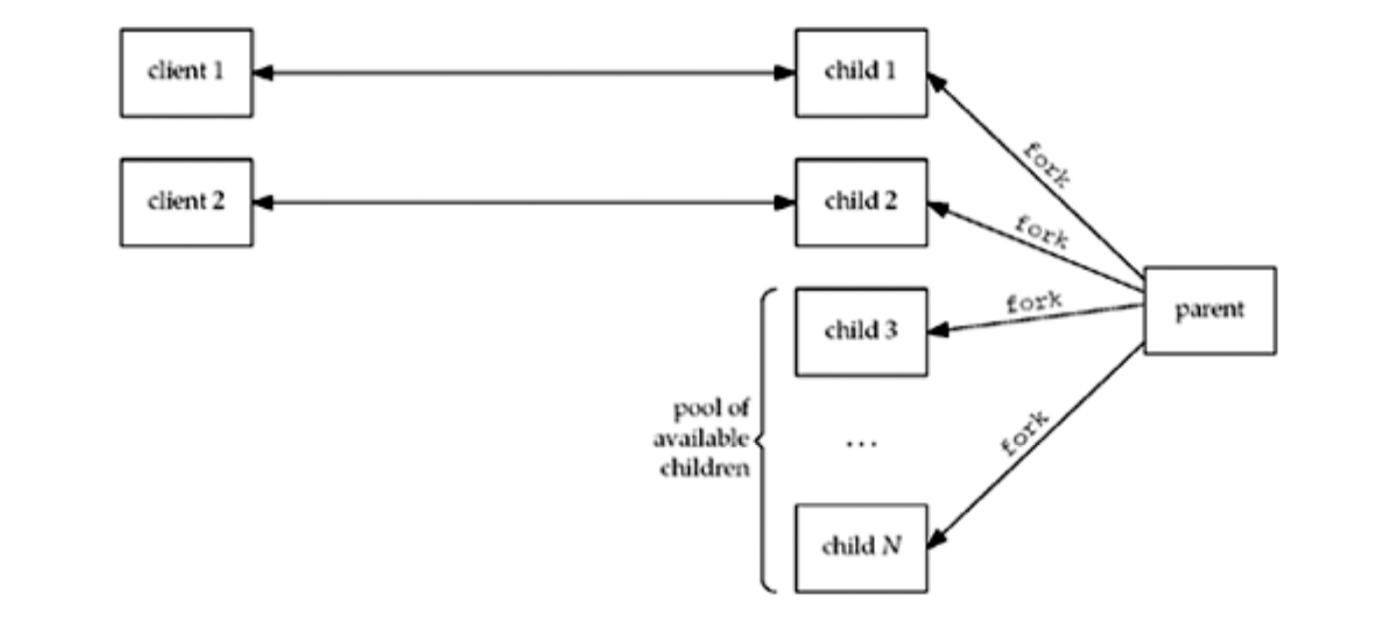 client 1
child 1
fork
client 2
child 2
fork
fork
parent
child 3
pool of
available
children
...
fork
child N